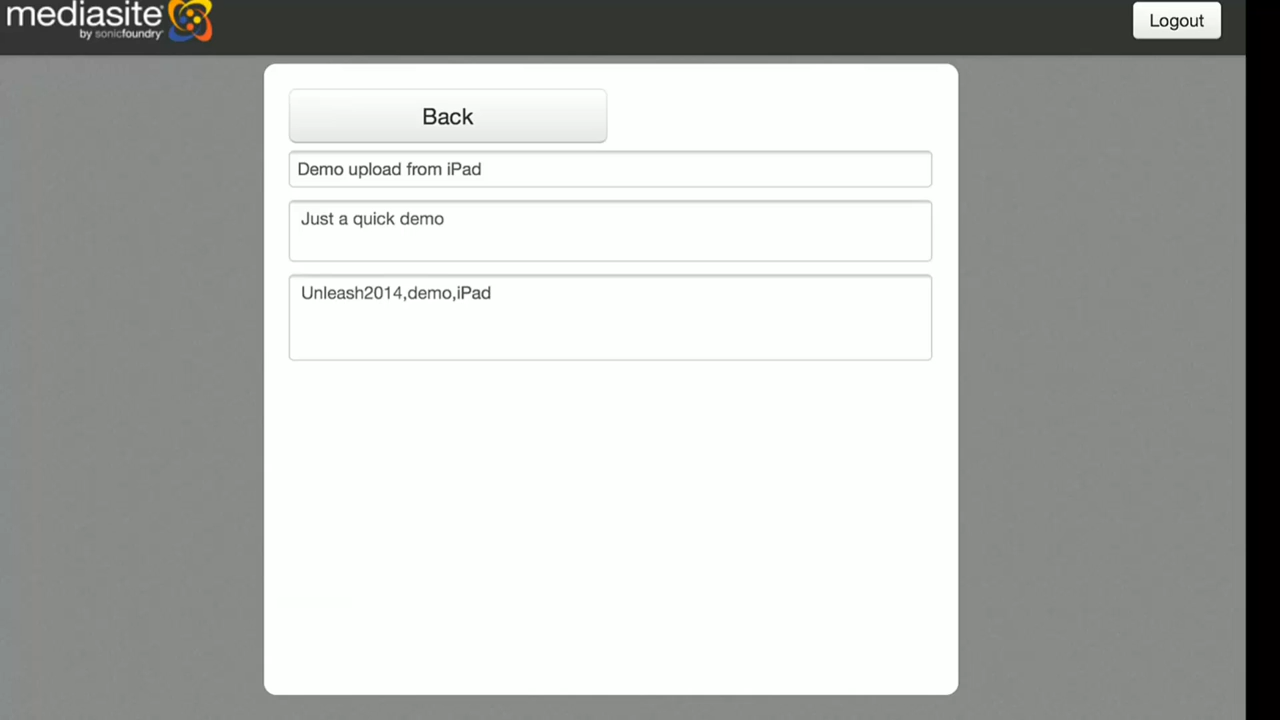 mediasite
by sonicfoundry
Logout
Back
Demo upload from iPad
Just a quick demo
Unleash2014,demo,iPad